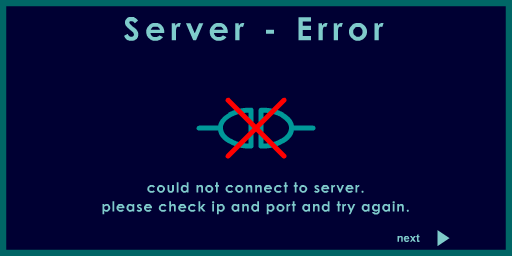 Server - Error
could not connect to server.
please check ip and port and try again.
next